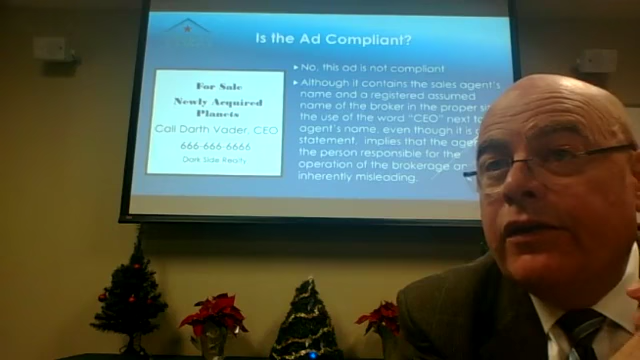 Is the Ad Compliant?
For Sale
Newly Acquired
Planets
Call Darth Vader, CEO
666-666-6666
Dark Side Realty
No, this ad is not compliant
Although it contains the sales agent's
name and a registered assumed
name of the broker in the proper
the use of the word "CEO" next
agent's name, even though it is
statement, implies that the
the person responsible for the
operation of the brokerage
inherently misleading.